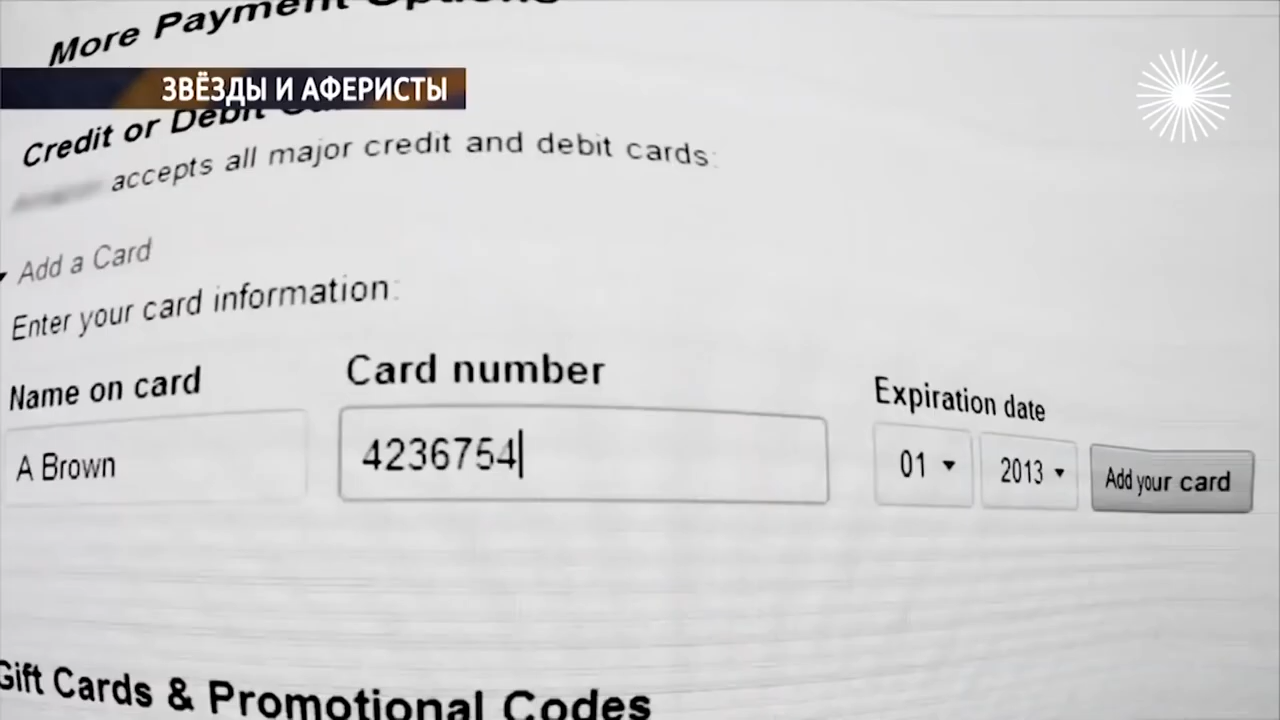 More Payment Options
ЗВЁЗДЫ И АФЕРИСТЫ
Credit or Debit
accepts all major credit and debit cards:
Add a Card
Enter your card information:
Name on card
Card number
Expiration date
A Brown
4236754
01
2013
Add your card
Gift Cards & Promotional Codes